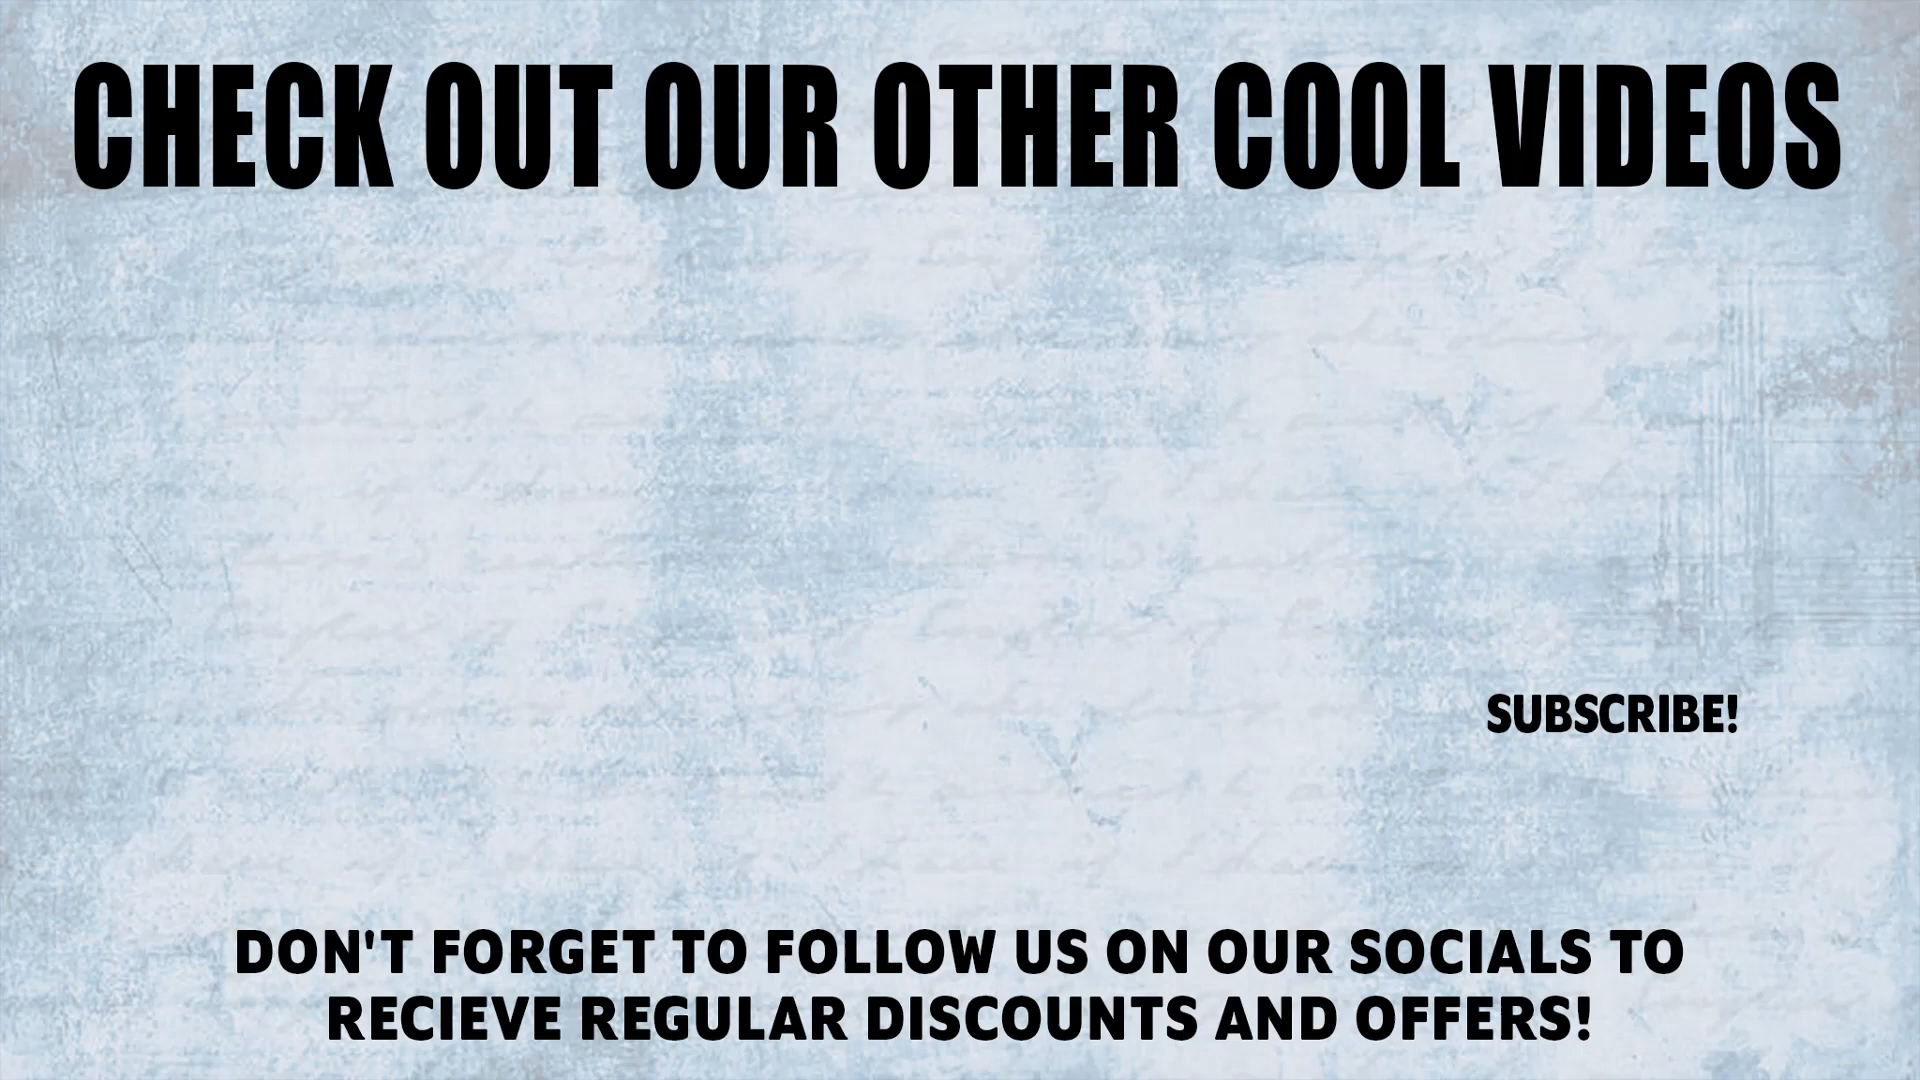 CHECK OUT OUR OTHER COOL VIDEOS
SUBSCRIBE!
DON'T FORGET TO FOLLOW US ON OUR SOCIALS TO
RECIEVE REGULAR DISCOUNTS AND OFFERS!